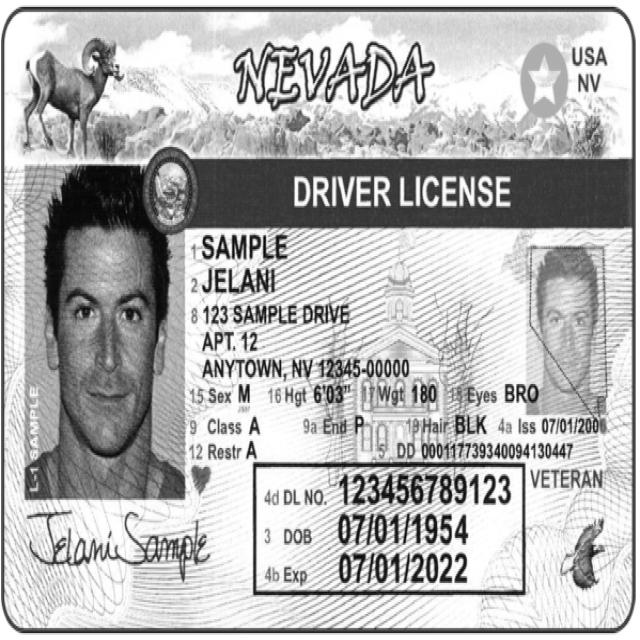 NEVADA
USA
NV
DRIVER LICENSE
1 SAMPLE
2 JELANI
8 123 SAMPLE DRIVE
APT. 12
ANYTOWN, NV 12345-00000
15 Sex M 16 Hgt 6'03" 17 Wgt 180 18 Eyes BRO
9 Class A 9a End P 19 Hair BLK 4a Iss
12 Restr A 5 DD 000117739340094130447
VETERAN
4d DL NO. 123456789123
3 DOB 07/01/1954
4b Exp 07/01/2022
L-1 SAMPLE
Jelani Sample